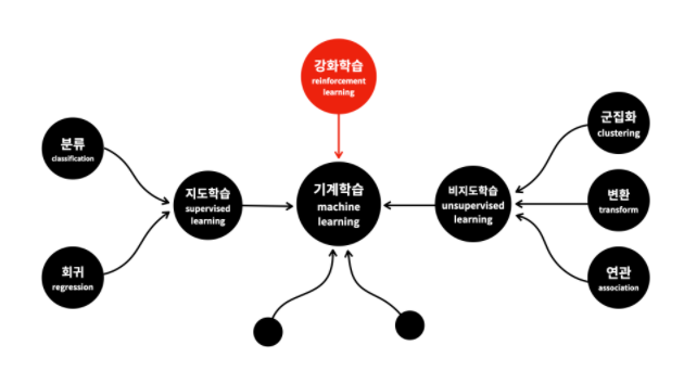 강화학습
reinforcement
learning
분류
classification
회귀
regression
지도학습
supervised
learning
기계학습
machine
learning
비지도학습
unsupervised
learning
군집화
clustering
변환
transform
연관
association